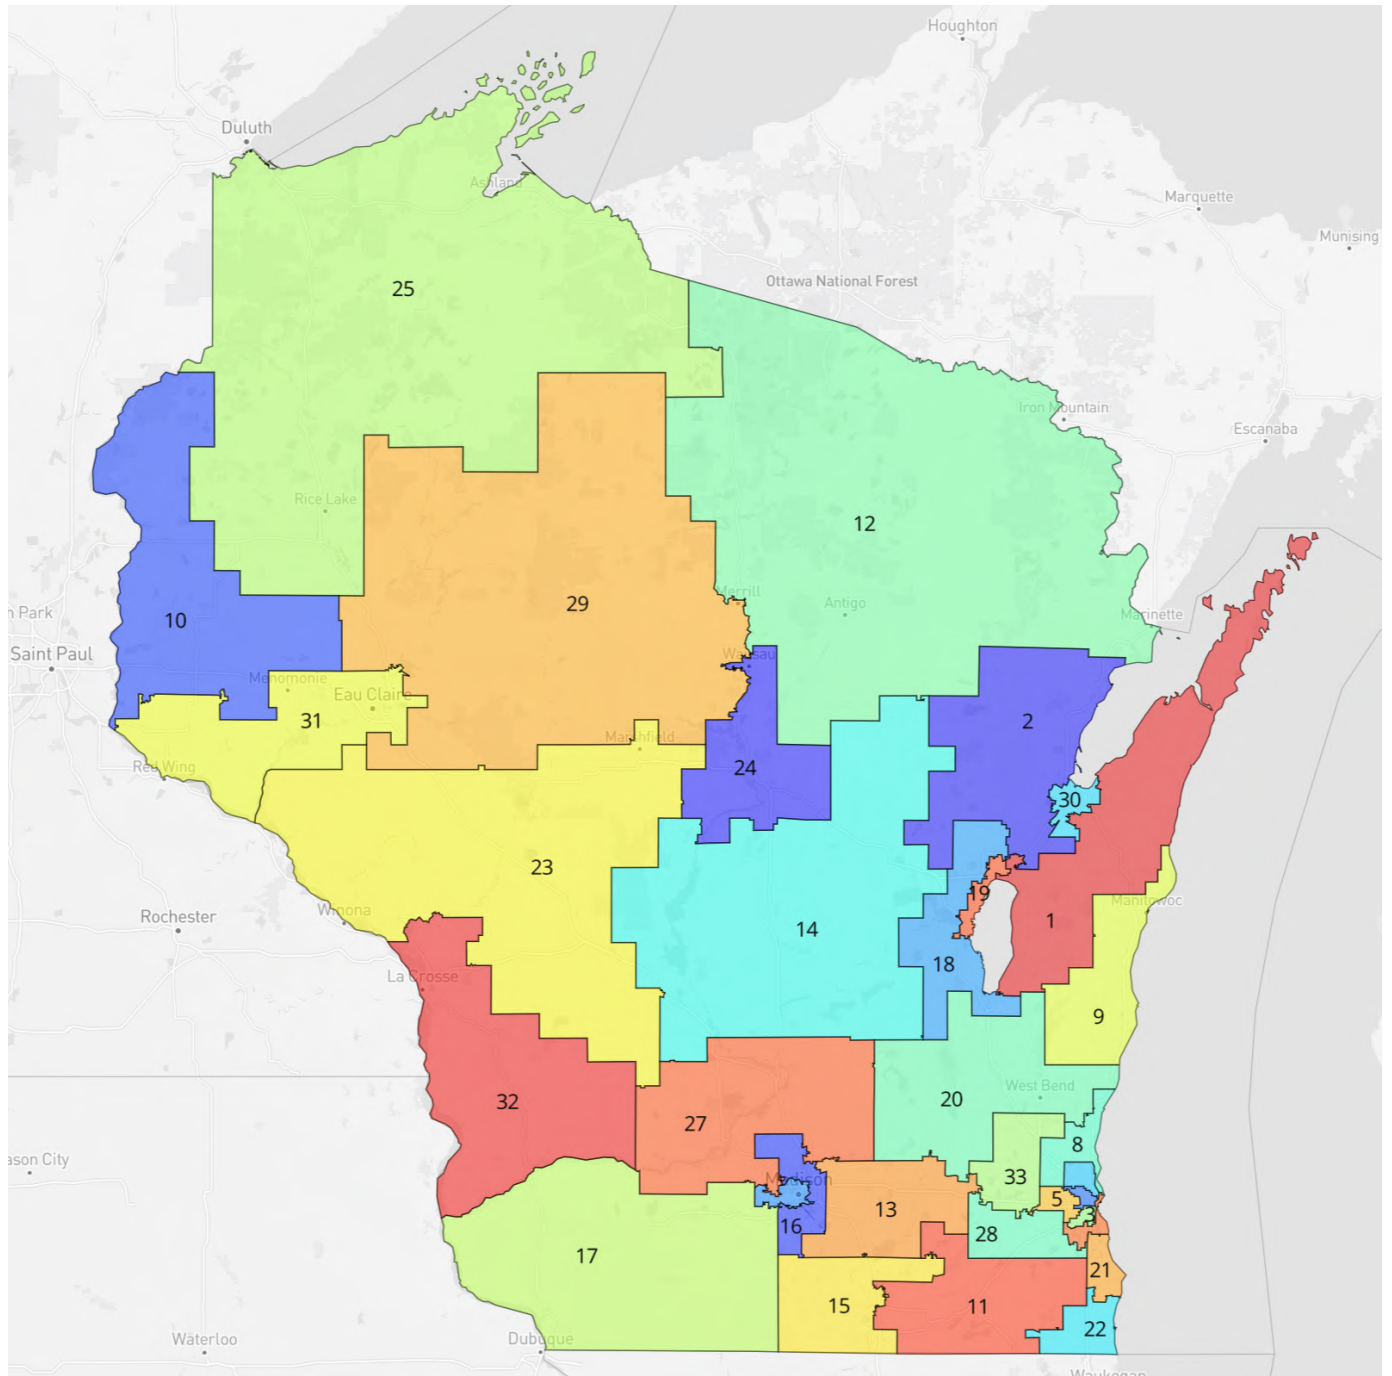 Houghton
Duluth
Ashland
Marquette
Munising
Ottawa National Forest
25
Iron Mountain
Escanaba
Rice Lake
12
Merrill
Antigo
29
Marinette
n Park
10
Saint Paul
Wausau
Menomonie
Eau Claire
31
2
Red Wing
Marshfield
24
30
23
19
Manitowoc
Rochester
Winona
14
1
La Crosse
18
9
32
20
West Bend
27
8
ason City
33
Madison
5
13
3
16
28
17
21
15
11
22
Waterloo
Dubuque
Waukegan